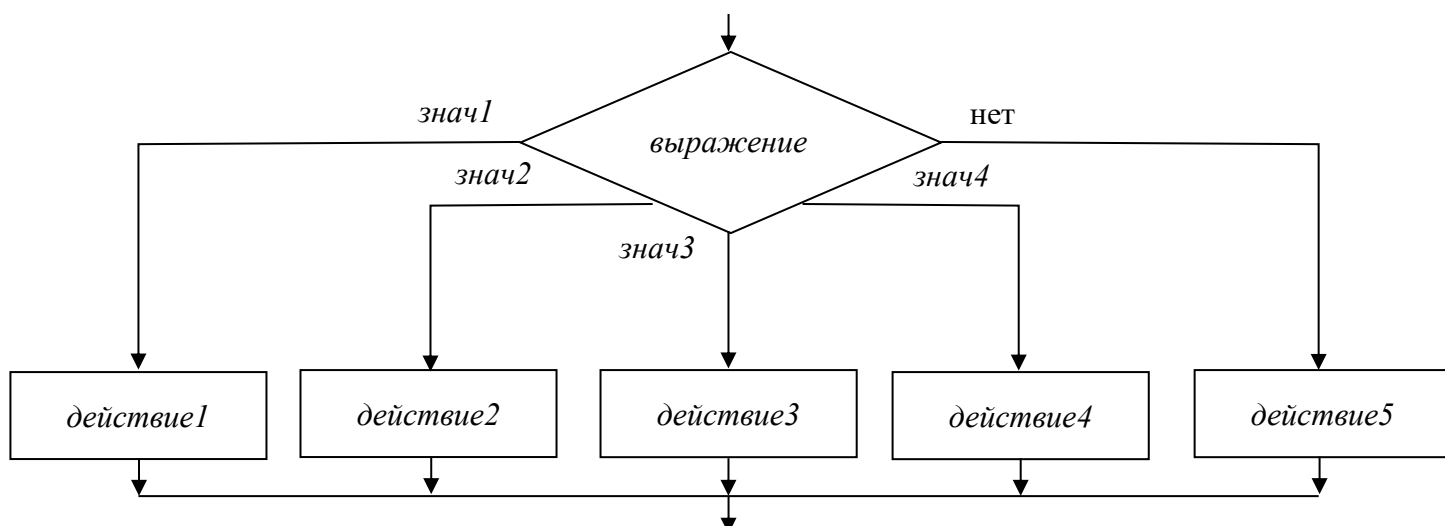 знач1
нет
выражение
знач2
знач4
знач3
действие1
действие2
действие3
действие4
действие5